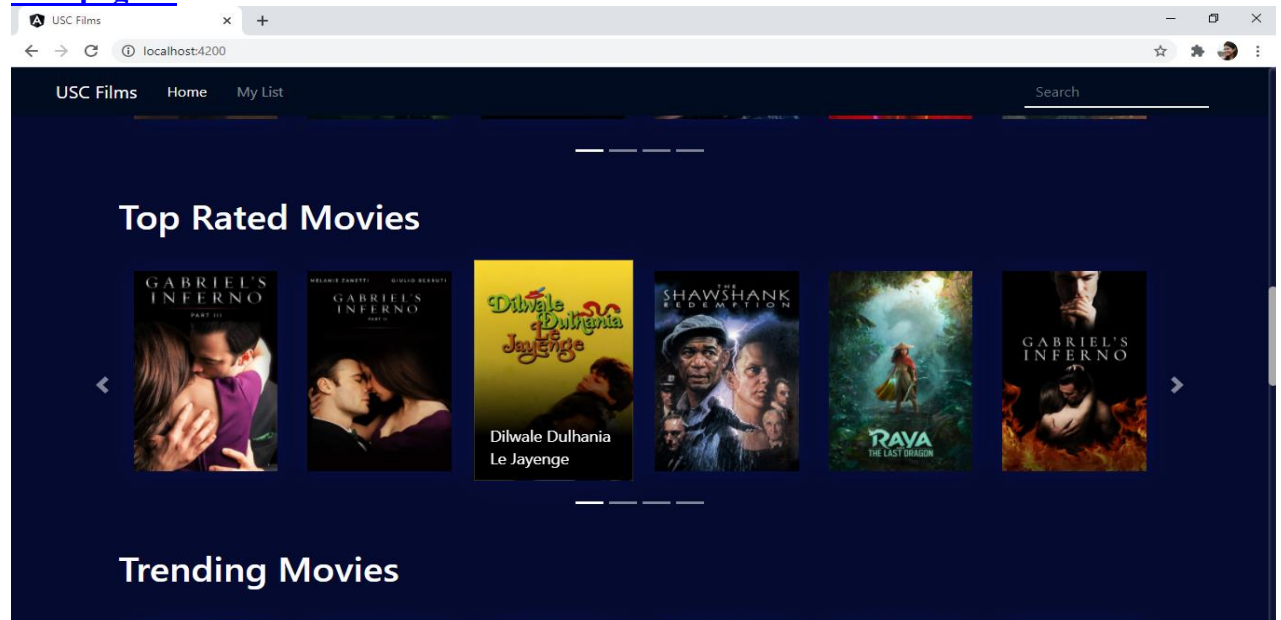 USC Films
localhost:4200
USC Films Home My List Search
Top Rated Movies
GABRIEL'S
INFERNO
PART III
MELANIE ZANETTI GIULIO BERRUTI
GABRIEL'S
INFERNO
PART II
Dilwale
Dulhania
Le
Jayenge
Dilwale Dulhania
Le Jayenge
THE
SHAWSHANK
REDEMPTION
RAYA
THE LAST DRAGON
GABRIEL'S
INFERNO
Trending Movies